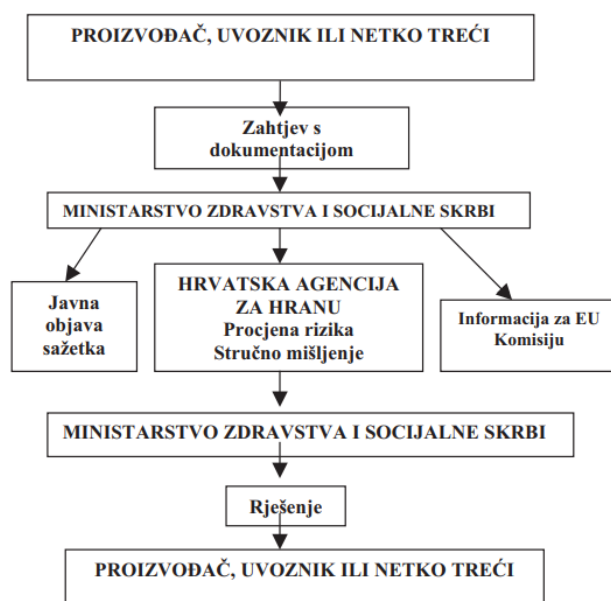 PROIZVOĐAČ, UVOZNIK ILI NETKO TREĆI
Zahtjev s
dokumentacijom
MINISTARSTVO ZDRAVSTVA I SOCIJALNE SKRBI
Javna
objava
sažetka
HRVATSKA AGENCIJA
ZA HRANU
Procjena rizika
Stručno mišljenje
Informacija za EU
Komisiju
MINISTARSTVO ZDRAVSTVA I SOCIJALNE SKRBI
Rješenje
PROIZVOĐAČ, UVOZNIK ILI NETKO TREĆI